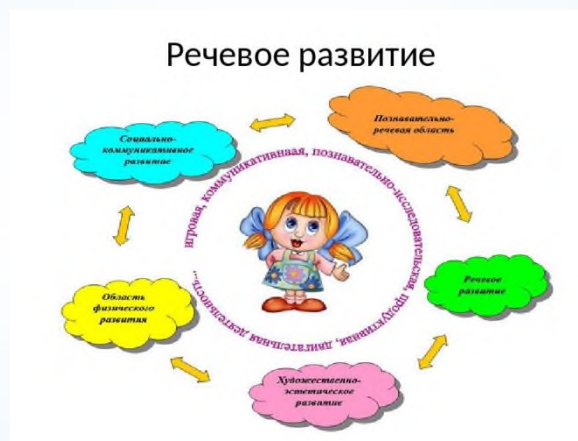 Речевое развитие
Социально-
коммуникативное
развитие
Познавательно-
речевая область
игровая, коммуникативнаая, познавательно-исследовательская, продуктивная, двигательная деятельность...
Область
физического
развития
Речевое
развитие
Художественно-
эстетическое
развитие